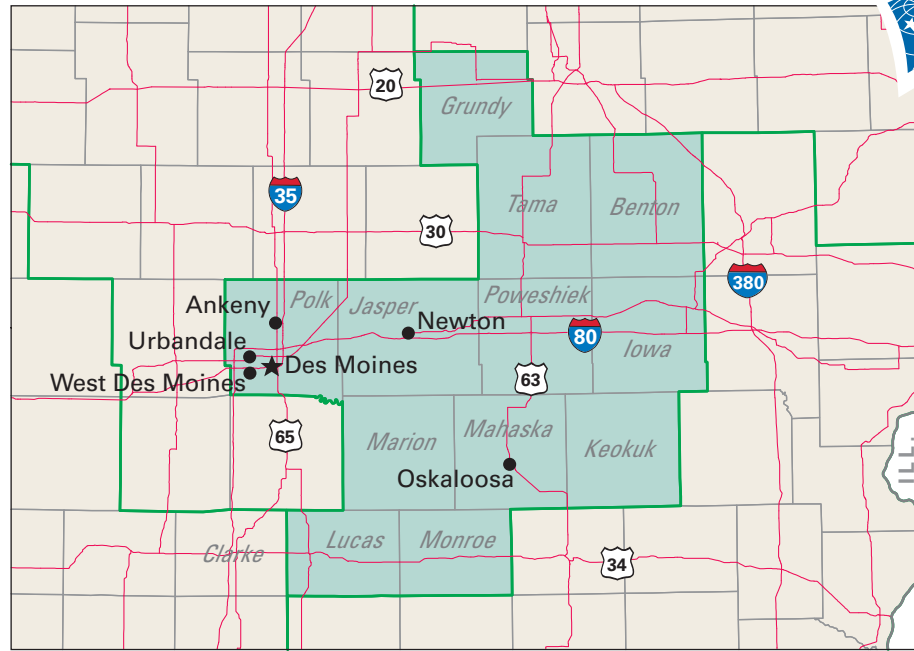 20
Grundy
35
Tama
Benton
30
380
Ankeny
Polk
Jasper
Poweshiek
Newton
Urbandale
80
Iowa
Des Moines
West Des Moines
63
65
Marion
Mahaska
Keokuk
Oskaloosa
ILL
Clarke
Lucas
Monroe
34